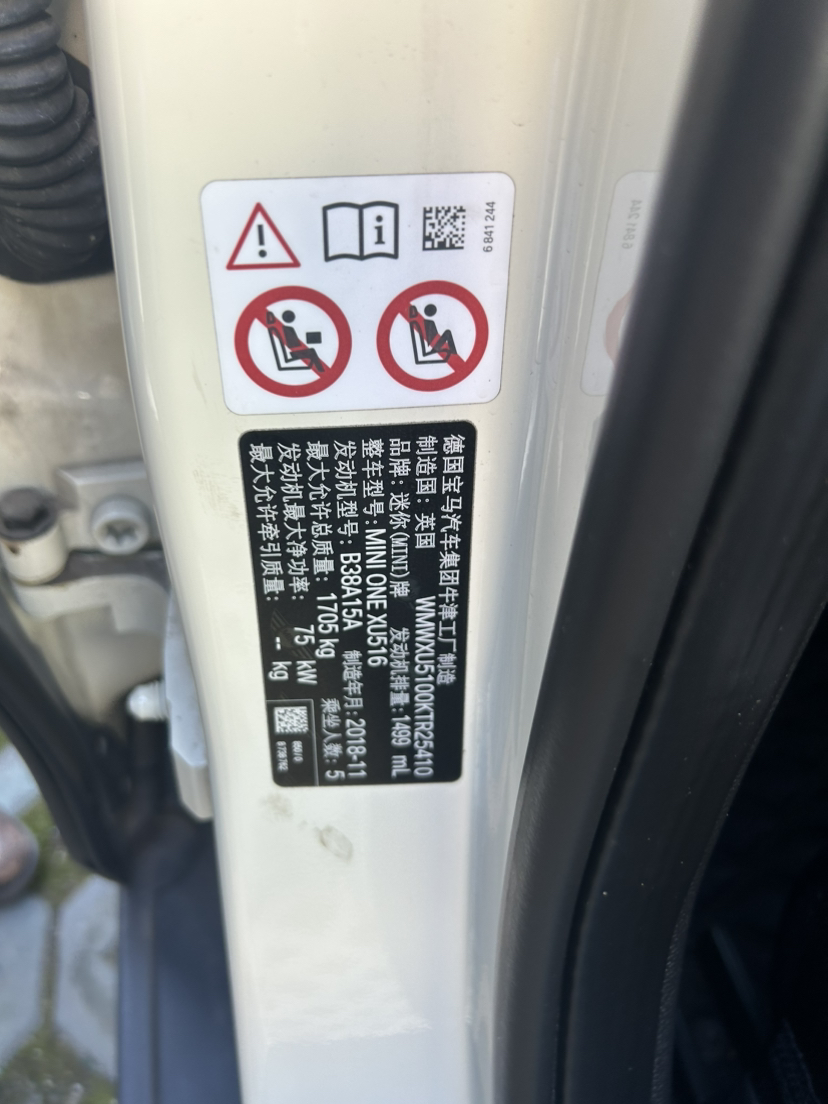 6 841 244
德国宝马汽车集团牛津工厂制造
制造国：英国 WMWXU5100KTR25410
品牌：迷你(MINI)牌 发动机排量：1499 mL
整车型号：MINI ONE XU516
发动机型号：B38A15A 制造年月：2018-11
最大允许总质量：1705 kg 乘坐人数：5
发动机最大净功率：75 kW
最大允许牵引质量：-- kg